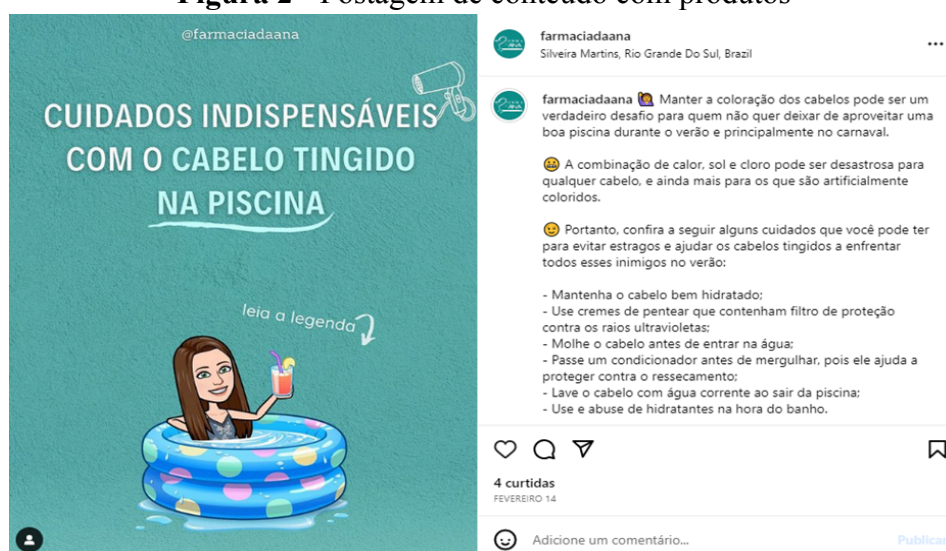 Figura 2 - Postagem de conteúdo com produtos
@farmaciadaana
CUIDADOS INDISPENSÁVEIS
COM O CABELO TINGIDO
NA PISCINA
leia a legenda
farmaciadaana
Silveira Martins, Rio Grande Do Sul, Brazil
farmaciadaana 🙋 Manter a coloração dos cabelos pode ser um
verdadeiro desafio para quem não quer deixar de aproveitar uma
boa piscina durante o verão e principalmente no carnaval.
😬 A combinação de calor, sol e cloro pode ser desastrosa para
qualquer cabelo, e ainda mais para os que são artificialmente
coloridos.
😉 Portanto, confira a seguir alguns cuidados que você pode ter
para evitar estragos e ajudar os cabelos tingidos a enfrentar
todos esses inimigos no verão:
- Mantenha o cabelo bem hidratado;
- Use cremes de pentear que contenham filtro de proteção
contra os raios ultravioletas;
- Molhe o cabelo antes de entrar na água;
- Passe um condicionador antes de mergulhar, pois ele ajuda a
proteger contra o ressecamento;
- Lave o cabelo com água corrente ao sair da piscina;
- Use e abuse de hidratantes na hora do banho.
4 curtidas
FEVEREIRO 14
Adicione um comentário...
Publicar